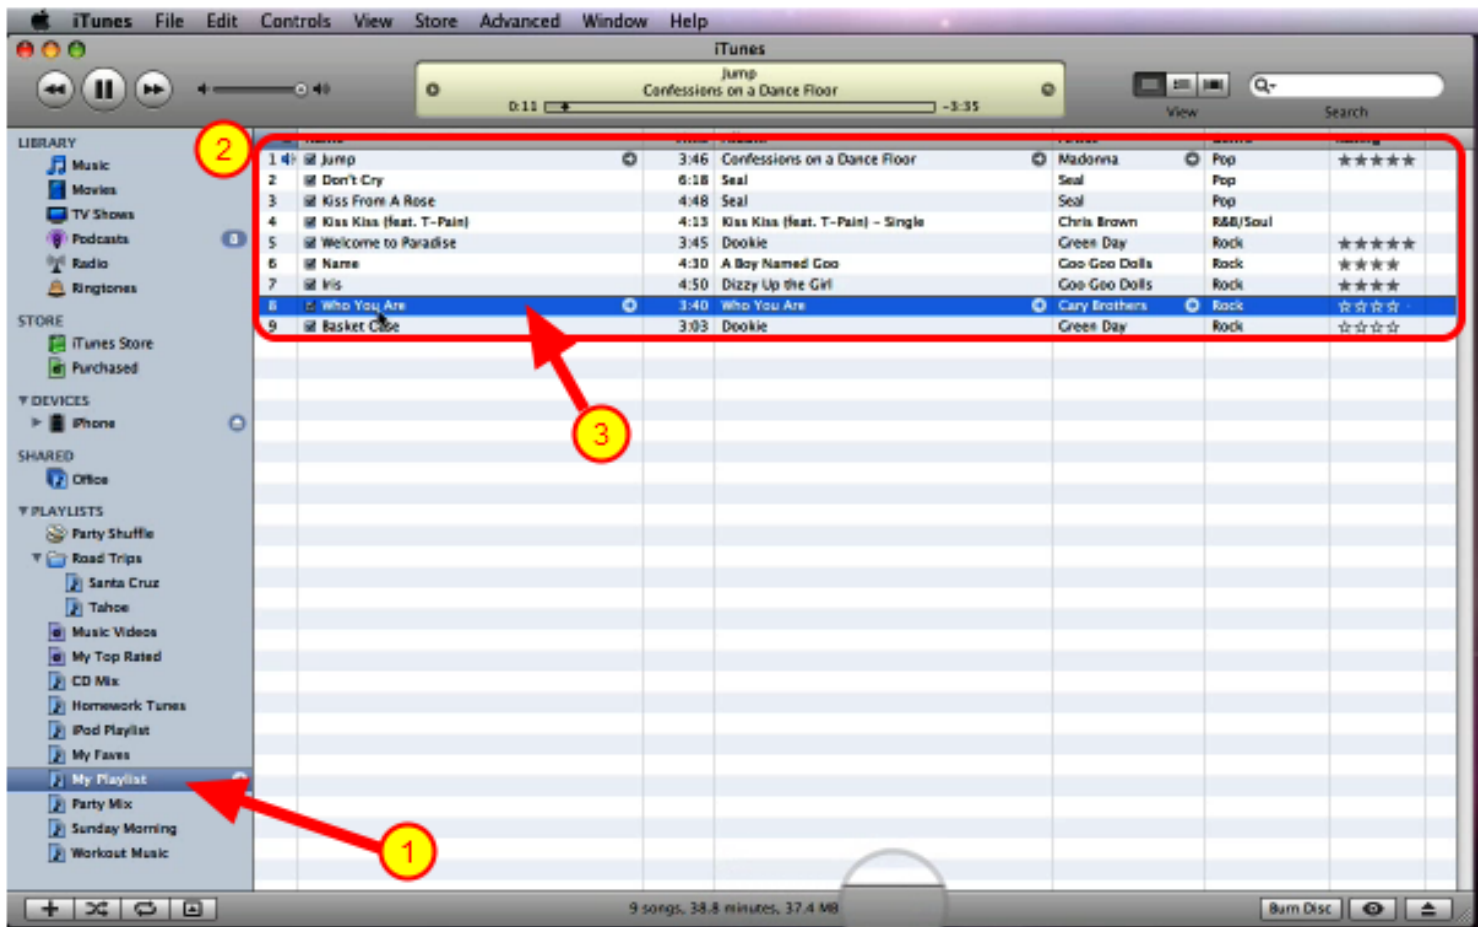 iTunes File Edit Controls View Store Advanced Window Help
iTunes
Jump
Confessions on a Dance Floor
0:11 -3:35
View Search
LIBRARY
Music
Movies
TV Shows
Podcasts
Radio
Ringtones
STORE
iTunes Store
Purchased
DEVICES
iPhone
SHARED
Office
PLAYLISTS
Party Shuffle
Road Trips
Santa Cruz
Tahoe
Music Videos
My Top Rated
CD Mix
Homework Tunes
iPod Playlist
My Faves
My Playlist
Party Mix
Sunday Morning
Workout Music
2
1 Jump 3:46 Confessions on a Dance Floor Madonna Pop
2 Don't Cry 6:18 Seal Seal Pop
3 Kiss From A Rose 4:48 Seal Seal Pop
4 Kiss Kiss (feat. T-Pain) 4:13 Kiss Kiss (feat. T-Pain) – Single Chris Brown R&B/Soul
5 Welcome to Paradise 3:45 Dookie Green Day Rock
6 Name 4:30 A Boy Named Goo Goo Goo Dolls Rock
7 Iris 4:50 Dizzy Up the Girl Goo Goo Dolls Rock
8 Who You Are 3:40 Who You Are Cary Brothers Rock
9 Basket Case 3:03 Dookie Green Day Rock
3
1
9 songs, 38.8 minutes, 37.4 MB
Burn Disc